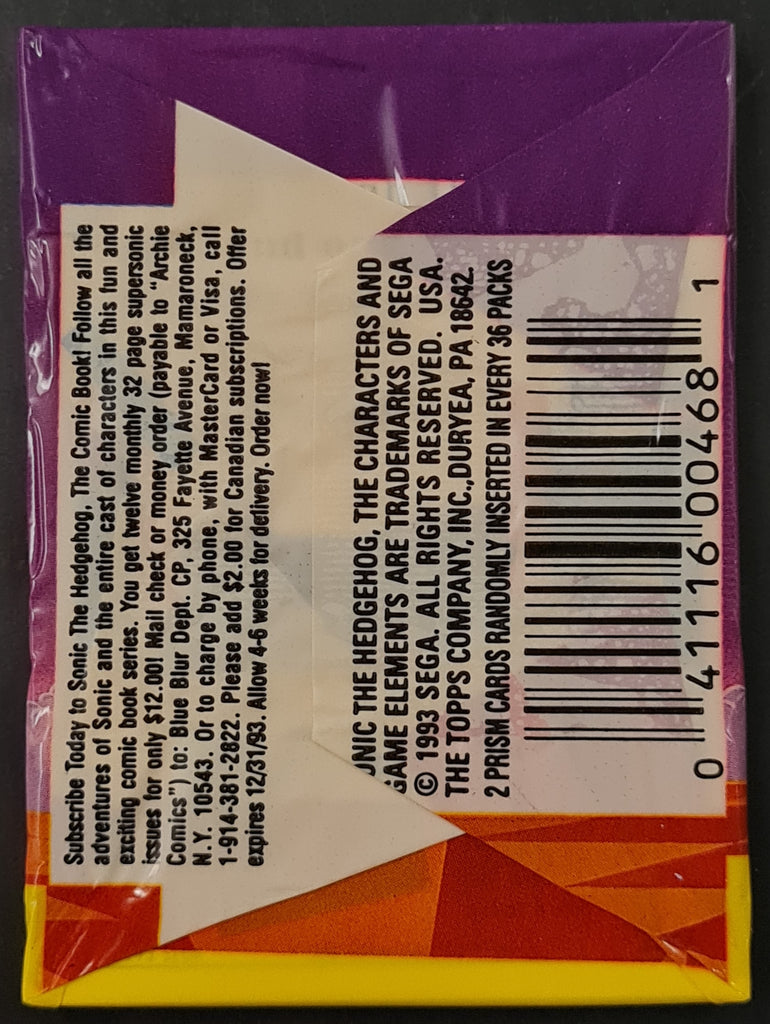 Subscribe Today to Sonic The Hedgehog, The Comic Book! Follow all the
adventures of Sonic and the entire cast of characters in this fun and
exciting comic book series. You get twelve monthly 32 page supersonic
issues for only $12.00! Mail check or money order (payable to "Archie
Comics") to: Blue Blur Dept. CP, 325 Fayette Avenue, Mamaroneck,
N.Y. 10543. Or to charge by phone, with MasterCard or Visa, call
1-914-381-2822. Please add $2.00 for Canadian subscriptions. Offer
expires 12/31/93. Allow 4-6 weeks for delivery. Order now!
ONIC THE HEDGEHOG, THE CHARACTERS AND
GAME ELEMENTS ARE TRADEMARKS OF SEGA
© 1993 SEGA. ALL RIGHTS RESERVED. USA.
THE TOPPS COMPANY, INC.,DURYEA, PA 18642.
2 PRISM CARDS RANDOMLY INSERTED IN EVERY 36 PACKS
0 41116 00468 1